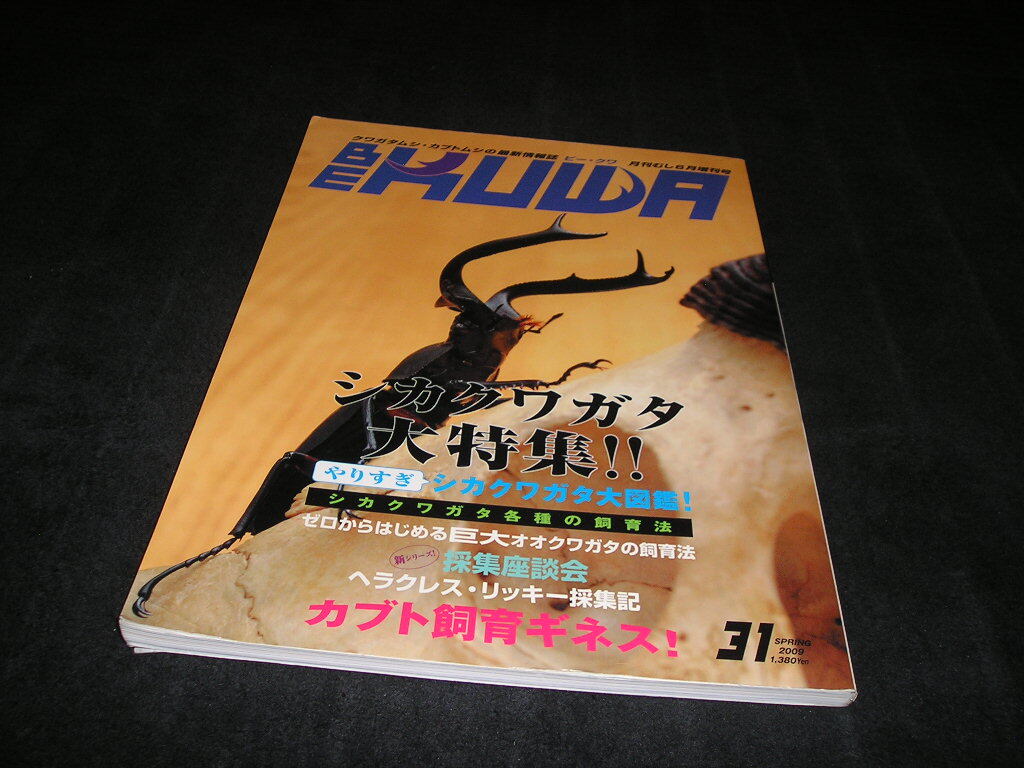 クワガタムシ・カブトムシの最新情報誌 ビー・クワ 月刊むし6月増刊号
BE KUWA
シカクワガタ
大特集!!
やりすぎ シカクワガタ大図鑑!
シカクワガタ各種の飼育法
ゼロからはじめる巨大オオクワガタの飼育法
新シリーズ! 採集座談会
ヘラクレス・リッキー採集記
カブト飼育ギネス!
31 SPRING
2009
1,380Yen